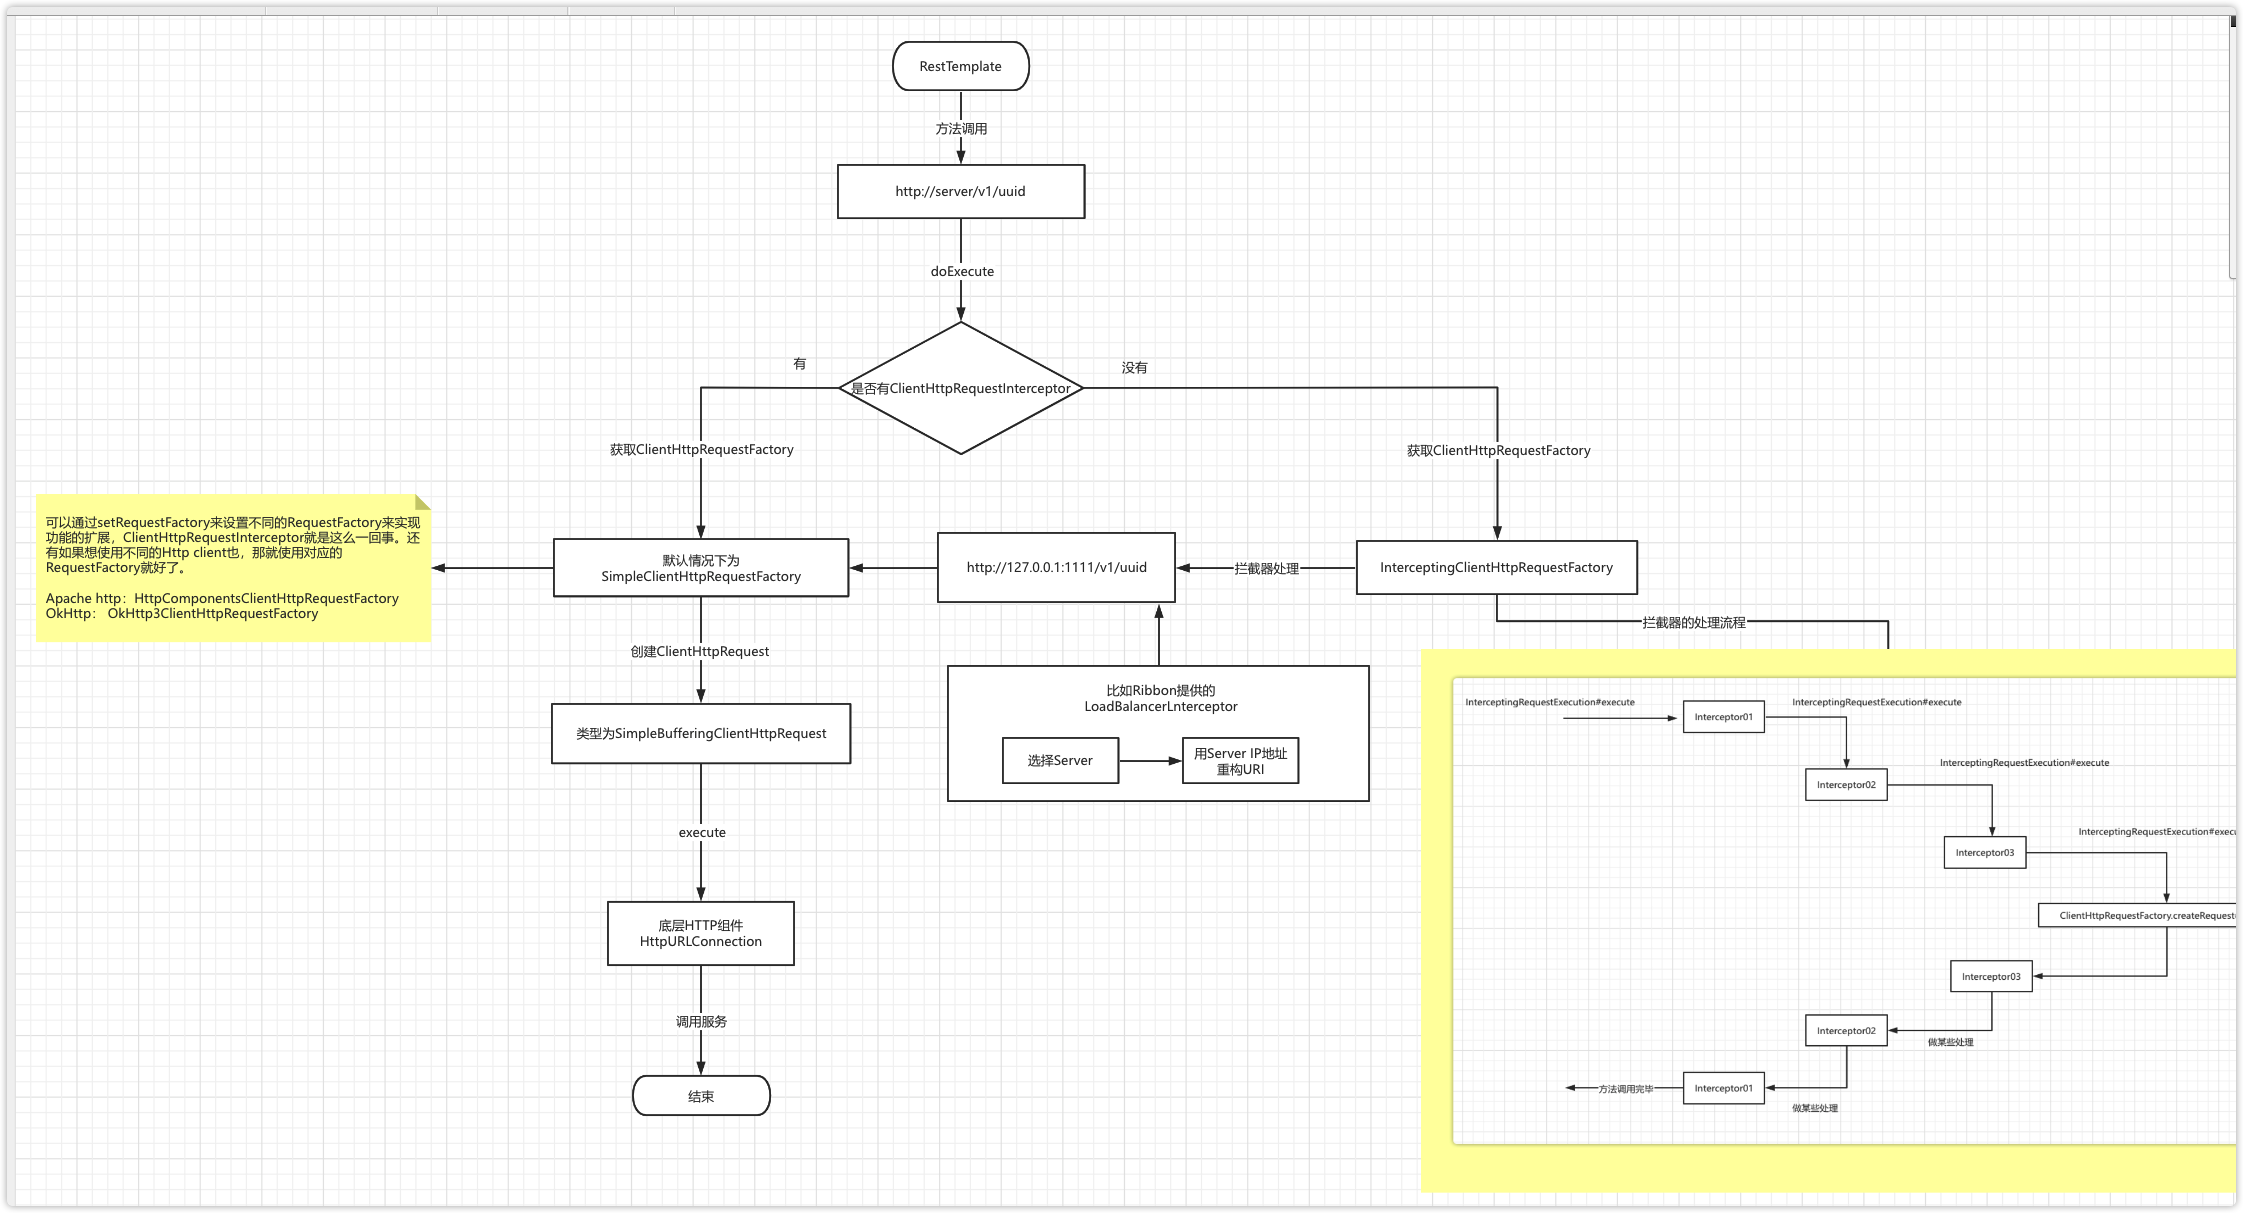 RestTemplate
方法调用
http://server/v1/uuid
doExecute
有
没有
是否有ClientHttpRequestInterceptor
获取ClientHttpRequestFactory
获取ClientHttpRequestFactory
可以通过setRequestFactory来设置不同的RequestFactory来实现
功能的扩展，ClientHttpRequestInterceptor就是这么一回事。还
有如果想使用不同的Http client也，那就使用对应的
RequestFactory就好了。
Apache http：HttpComponentsClientHttpRequestFactory
OkHttp： OkHttp3ClientHttpRequestFactory
默认情况下为
SimpleClientHttpRequestFactory
http://127.0.0.1:1111/v1/uuid
拦截器处理
InterceptingClientHttpRequestFactory
拦截器的处理流程
创建ClientHttpRequest
比如Ribbon提供的
LoadBalancerLnterceptor
选择Server
用Server IP地址
重构URI
类型为SimpleBufferingClientHttpRequest
execute
底层HTTP组件
HttpURLConnection
调用服务
结束
InterceptingRequestExecution#execute
Interceptor01
InterceptingRequestExecution#execute
InterceptingRequestExecution#execute
Interceptor02
InterceptingRequestExecution#execu
Interceptor03
ClientHttpRequestFactory.createRequest
Interceptor03
Interceptor02
做某些处理
方法调用完毕
Interceptor01
做某些处理